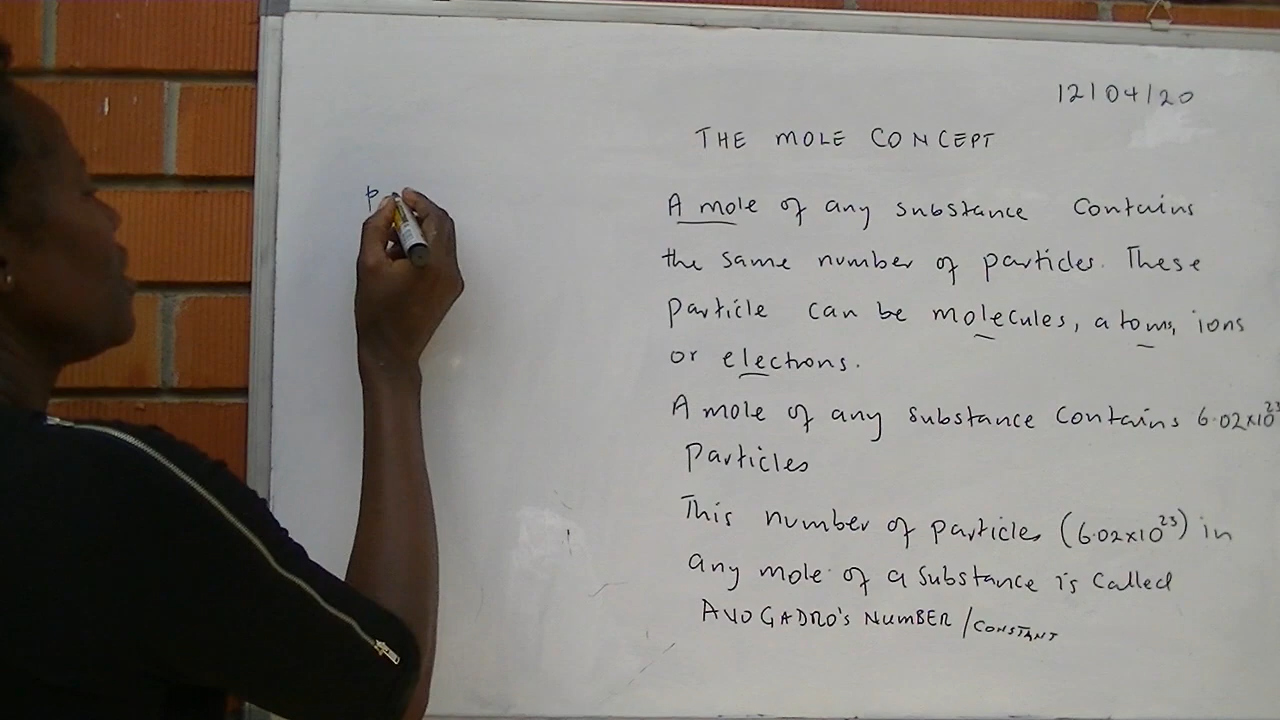 12/04/20
THE MOLE CONCEPT
A mole of any substance contains
the same number of particles. These
particle can be molecules, atoms, ions
or electrons.
A mole of any substance contains 6.02x10²³
Particles
This number of particles (6.02x10²³) in
any mole of a substance is called
AVOGADRO'S NUMBER / CONSTANT
p